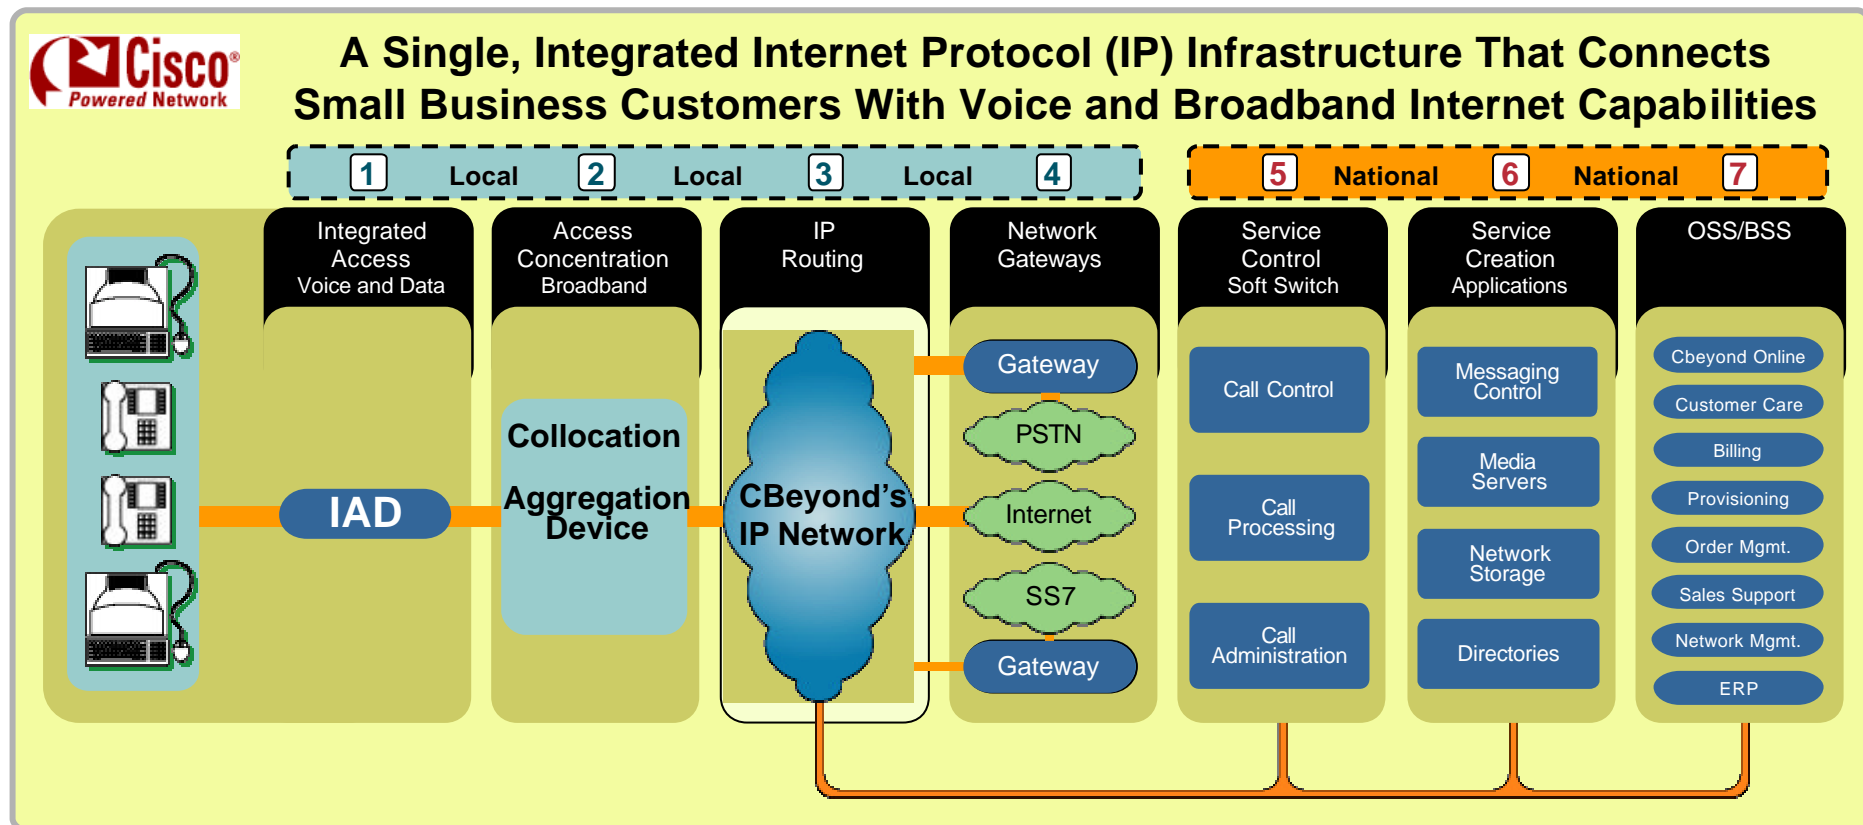 Cisco®
Powered Network
A Single, Integrated Internet Protocol (IP) Infrastructure That Connects
Small Business Customers With Voice and Broadband Internet Capabilities
1 Local 2 Local 3 Local 4
5 National 6 National 7
Integrated
Access
Voice and Data
Access
Concentration
Broadband
IP
Routing
Network
Gateways
Service
Control
Soft Switch
Service
Creation
Applications
OSS/BSS
IAD
Collocation
Aggregation
Device
CBeyond's
IP Network
Gateway
PSTN
Internet
SS7
Gateway
Call Control
Call
Processing
Call
Administration
Messaging
Control
Media
Servers
Network
Storage
Directories
Cbeyond Online
Customer Care
Billing
Provisioning
Order Mgmt.
Sales Support
Network Mgmt.
ERP